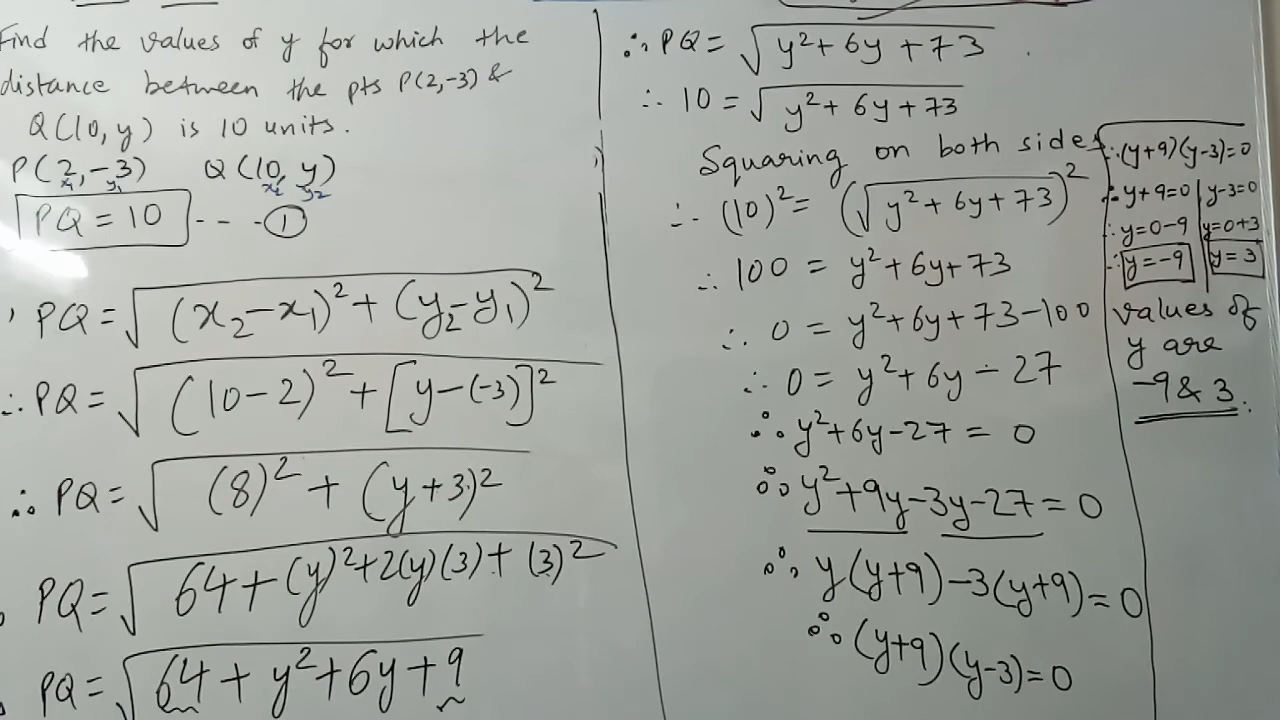 Find the values of y for which the
distance between the pts P(2,-3) &
Q(10,y) is 10 units.
P(2,-3) Q(10,y)
x₁ y₁ x₂ y₂
PQ = 10 --- ①
PQ = √((x₂-x₁)² + (y₂-y₁)²)
∴ PQ = √((10-2)² + [y-(-3)]²)
∴ PQ = √((8)² + (y+3)²)
PQ = √(64+(y)²+2(y)(3)+(3)²)
PQ = √(64+y²+6y+9)
∴ PQ = √(y²+6y+73)
∴ 10 = √(y²+6y+73)
Squaring on both sides
∴ (10)² = (√(y²+6y+73))²
∴ 100 = y²+6y+73
∴ 0 = y²+6y+73-100
∴ 0 = y²+6y-27
∴ y²+6y-27 = 0
∴ y²+9y-3y-27 = 0
∴ y(y+9)-3(y+9) = 0
∴ (y+9)(y-3) = 0
∴ (y+9)(y-3)=0
∴ y+9=0 | y-3=0
∴ y=0-9 | y=0+3
∴ y=-9 | y=3
values of
y are
-9 & 3.